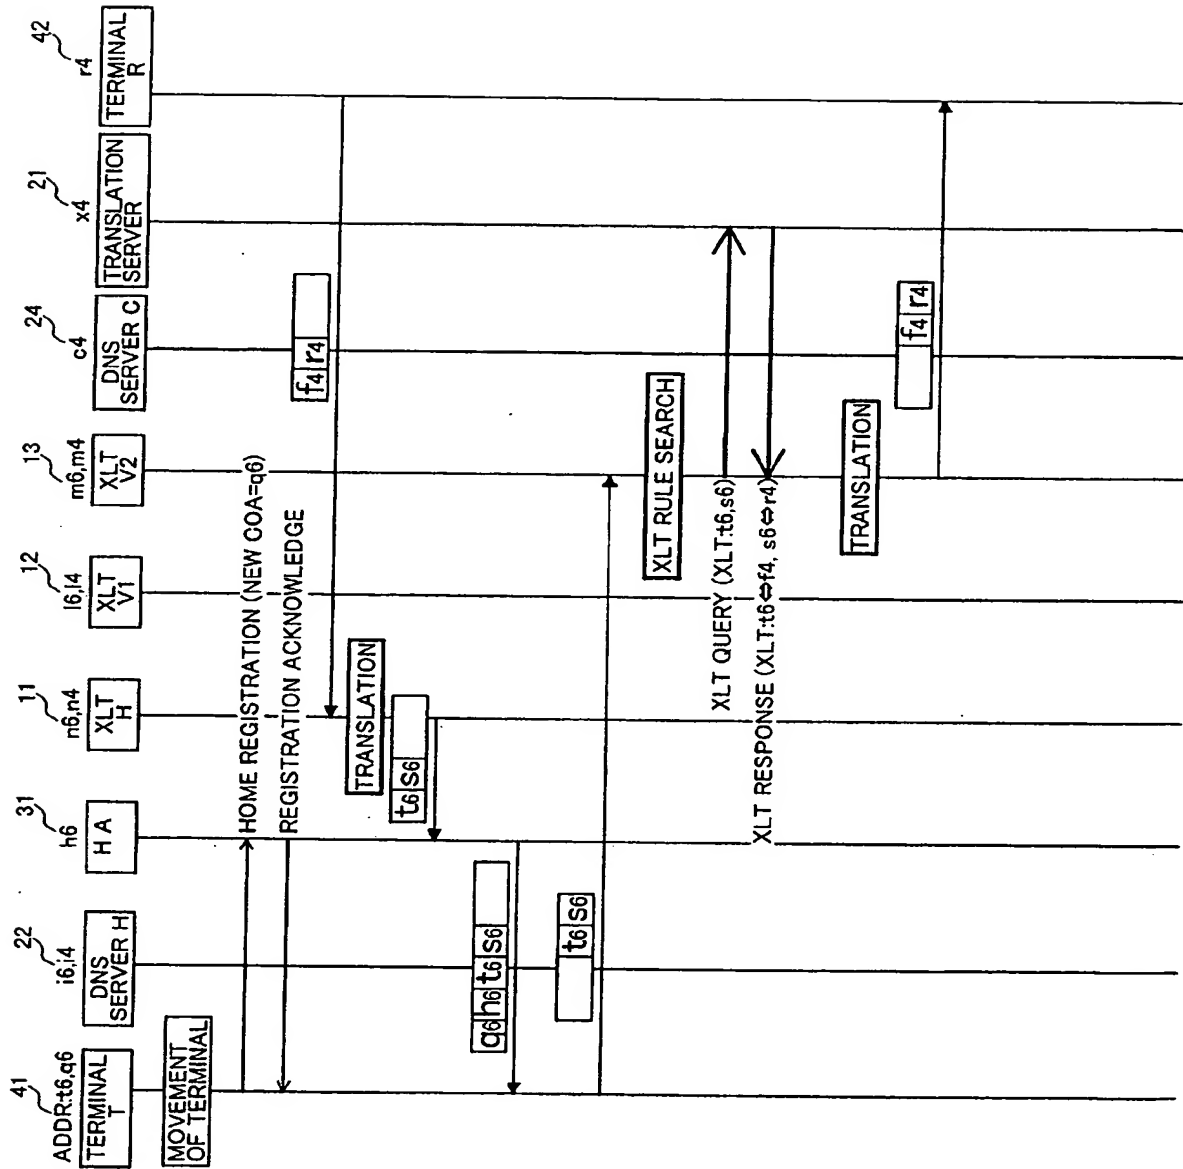 41
ADDR:t6,q6
TERMINAL
T
22
i6,i4
DNS
SERVER H
31
h6
H A
11
n6,n4
XLT
H
12
l6,l4
XLT
V1
13
m6,m4
XLT
V2
24
c4
DNS
SERVER C
21
x4
TRANSLATION
SERVER
42
r4
TERMINAL
R
MOVEMENT
OF TERMINAL
HOME REGISTRATION (NEW COA=q6)
REGISTRATION ACKNOWLEDGE
f4 r4
TRANSLATION
t6 s6
q6 h6 t6 s6
t6 s6
XLT RULE SEARCH
XLT QUERY (XLT:t6,s6)
XLT RESPONSE (XLT:t6⇔f4, s6⇔r4)
TRANSLATION
f4 r4